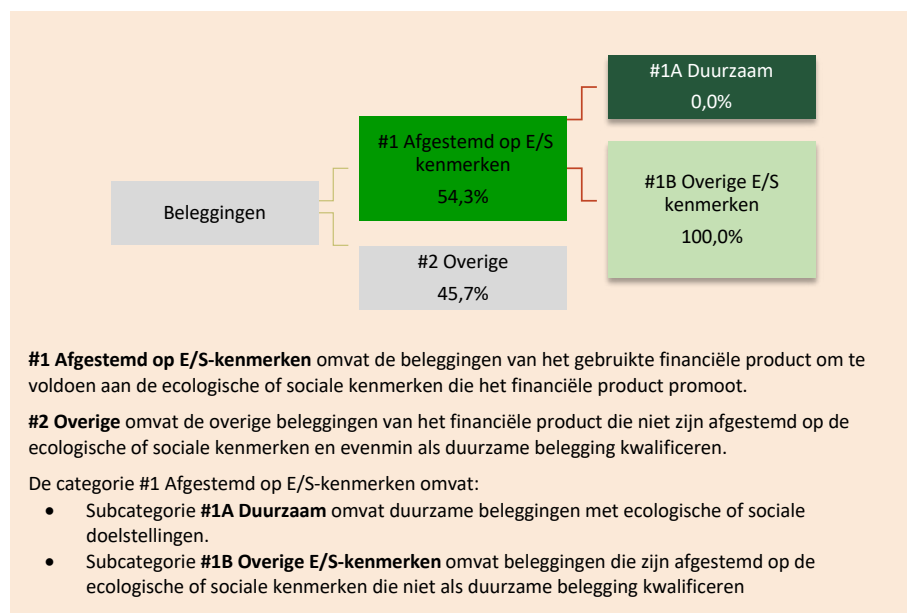 #1A Duurzaam
0,0%
#1 Afgestemd op E/S
kenmerken
54,3%
#1B Overige E/S
kenmerken
100,0%
Beleggingen
#2 Overige
45,7%
#1 Afgestemd op E/S-kenmerken omvat de beleggingen van het gebruikte financiële product om te
voldoen aan de ecologische of sociale kenmerken die het financiële product promoot.
#2 Overige omvat de overige beleggingen van het financiële product die niet zijn afgestemd op de
ecologische of sociale kenmerken en evenmin als duurzame belegging kwalificeren.
De categorie #1 Afgestemd op E/S-kenmerken omvat:
• Subcategorie #1A Duurzaam omvat duurzame beleggingen met ecologische of sociale
doelstellingen.
• Subcategorie #1B Overige E/S-kenmerken omvat beleggingen die zijn afgestemd op de
ecologische of sociale kenmerken die niet als duurzame belegging kwalificeren